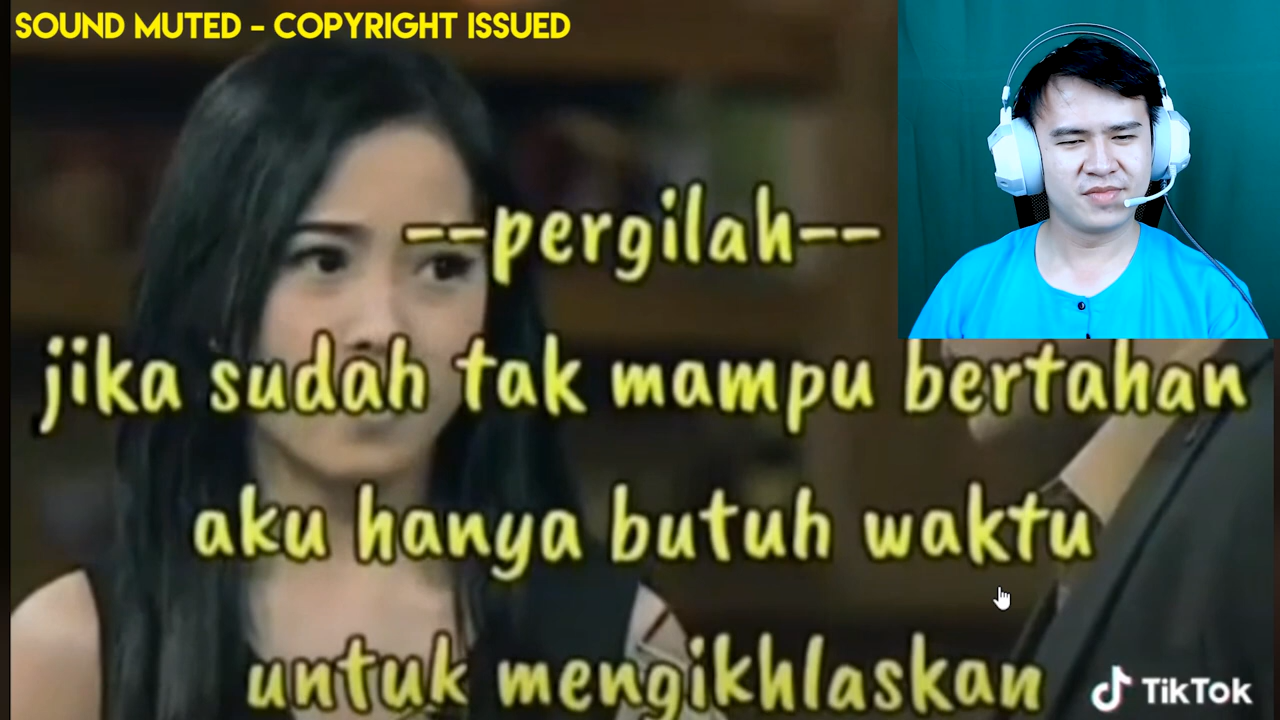 SOUND MUTED - COPYRIGHT ISSUED
--pergilah--
jika sudah tak mampu bertahan
aku hanya butuh waktu
untuk mengikhlaskan
TikTok